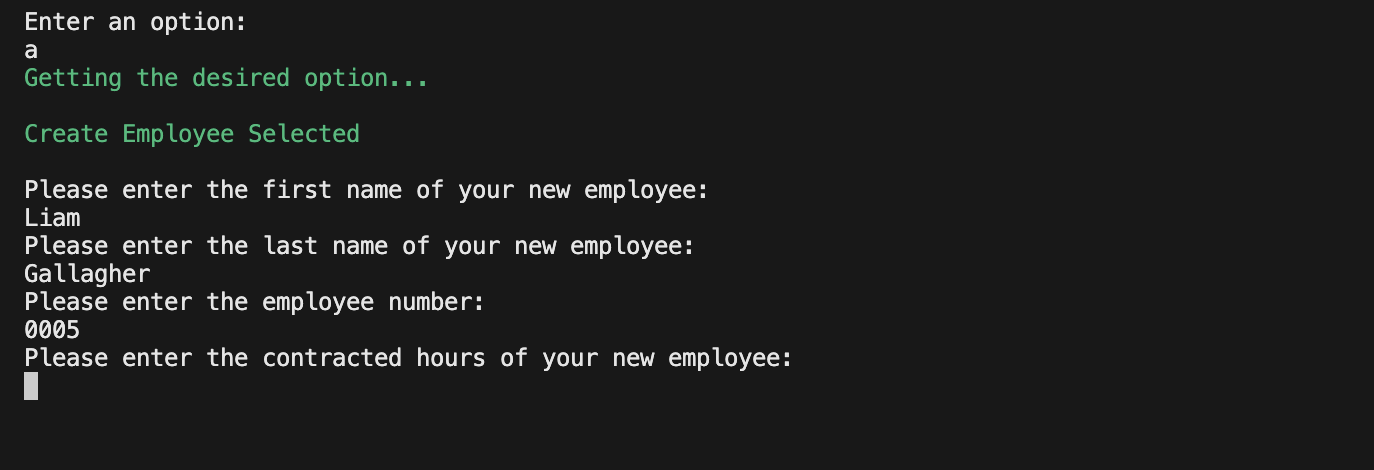 Enter an option:
a
Getting the desired option...
Create Employee Selected
Please enter the first name of your new employee:
Liam
Please enter the last name of your new employee:
Gallagher
Please enter the employee number:
0005
Please enter the contracted hours of your new employee: